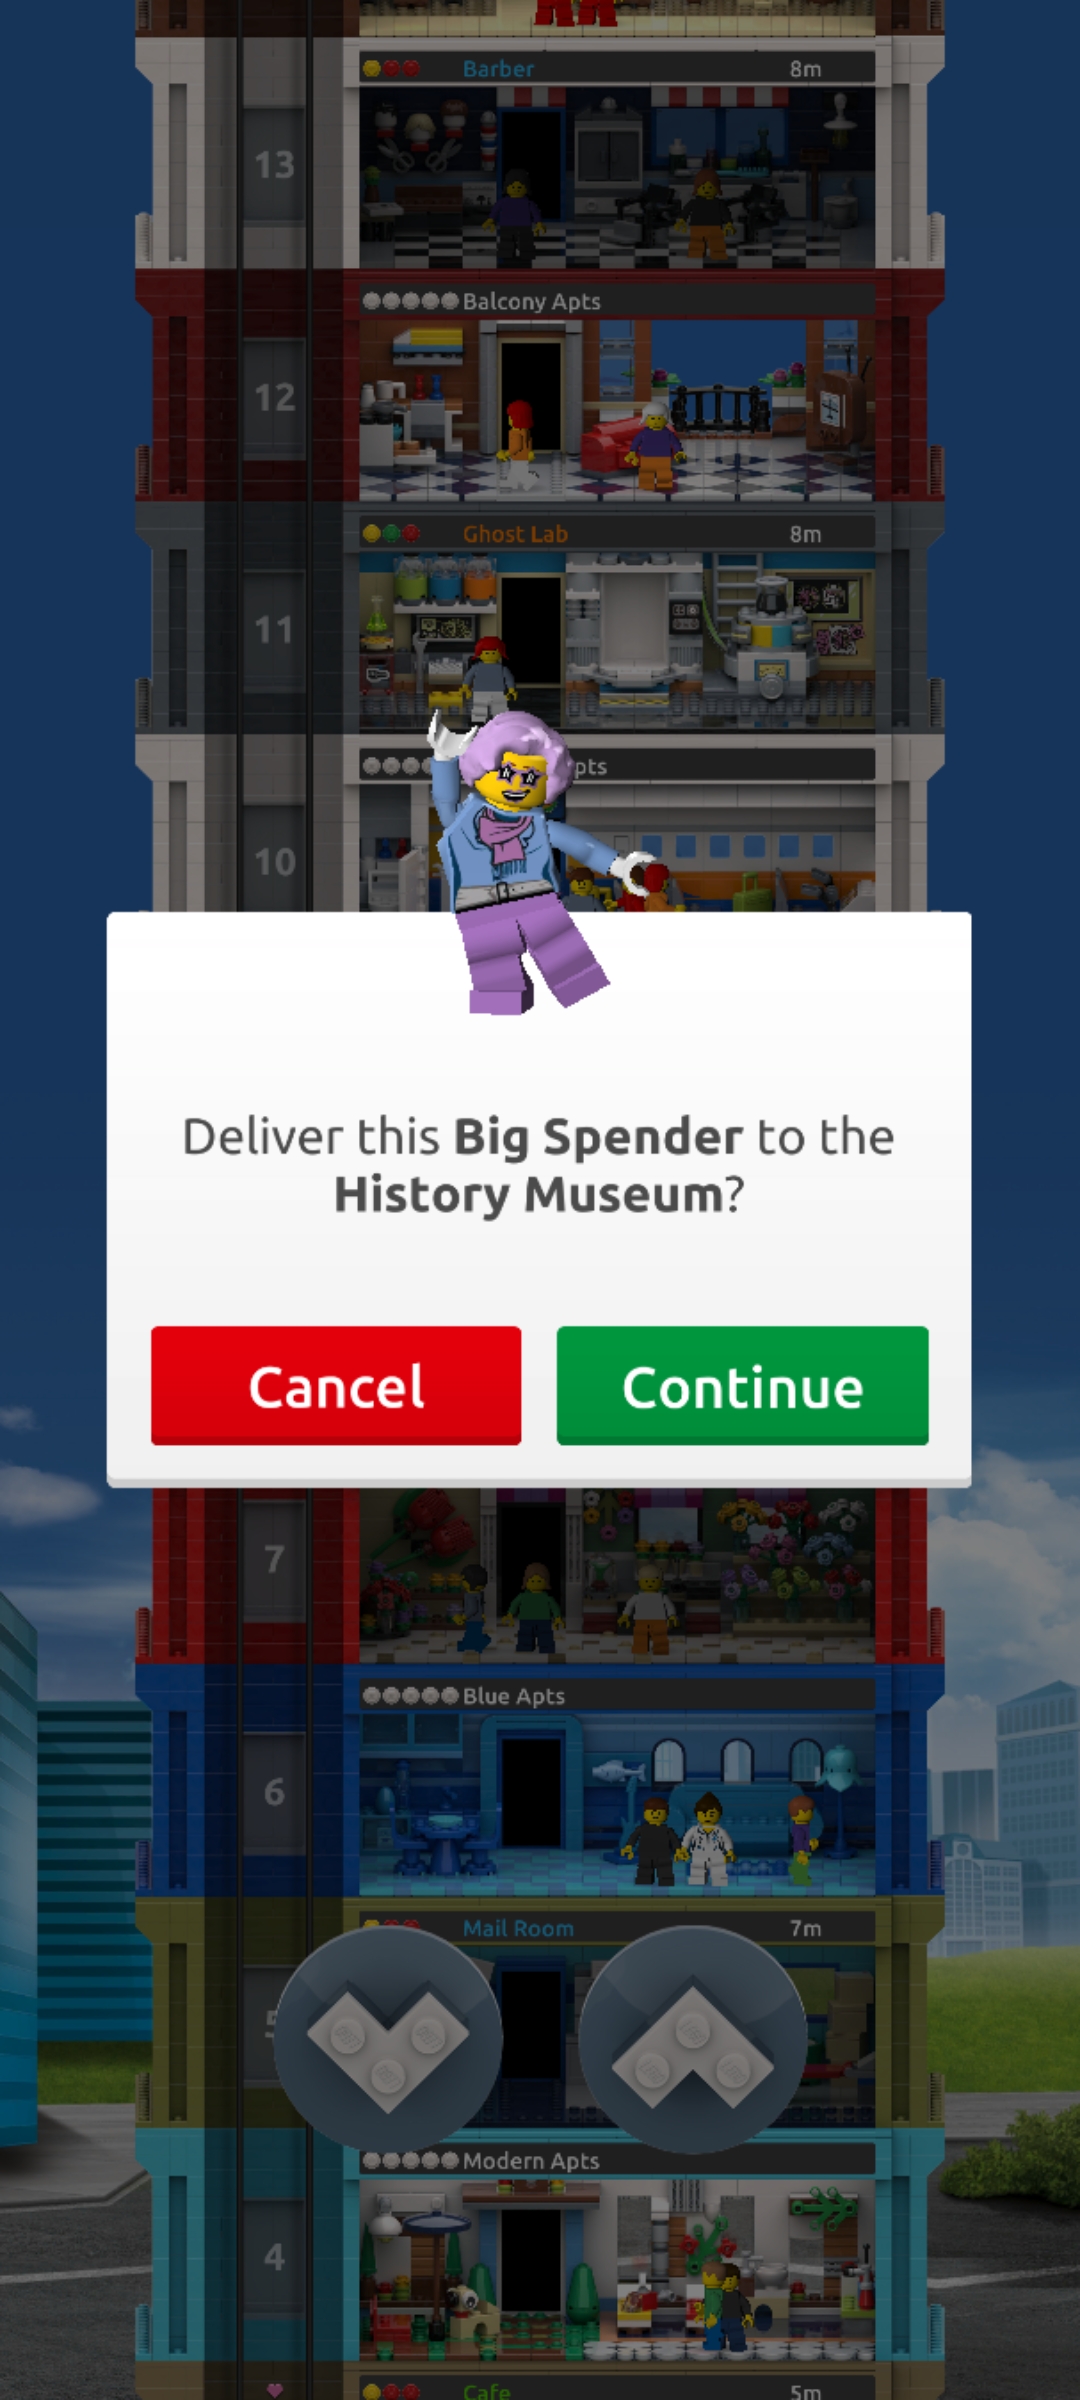 Barber 8m
13
Balcony Apts
12
Ghost Lab 8m
11
pts
10
Deliver this Big Spender to the
History Museum?
Cancel Continue
7
Blue Apts
6
Mail Room 7m
5
Modern Apts
4
Cafe 5m